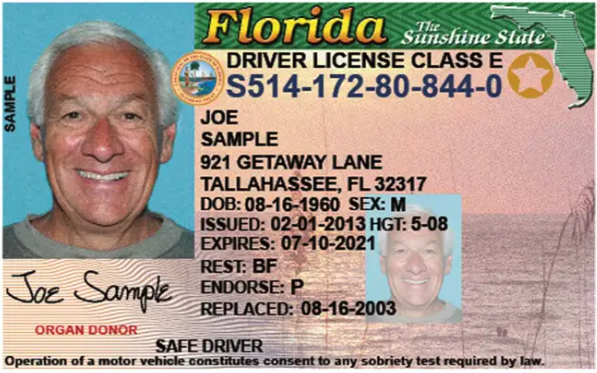 Florida The Sunshine State
DRIVER LICENSE CLASS E
S514-172-80-844-0
SAMPLE
JOE
SAMPLE
921 GETAWAY LANE
TALLAHASSEE, FL 32317
DOB: 08-16-1960 SEX: M
ISSUED: 02-01-2013 HGT: 5-08
EXPIRES: 07-10-2021
REST: BF
ENDORSE: P
REPLACED: 08-16-2003
Joe Sample
ORGAN DONOR
SAFE DRIVER
Operation of a motor vehicle constitutes consent to any sobriety test required by law.